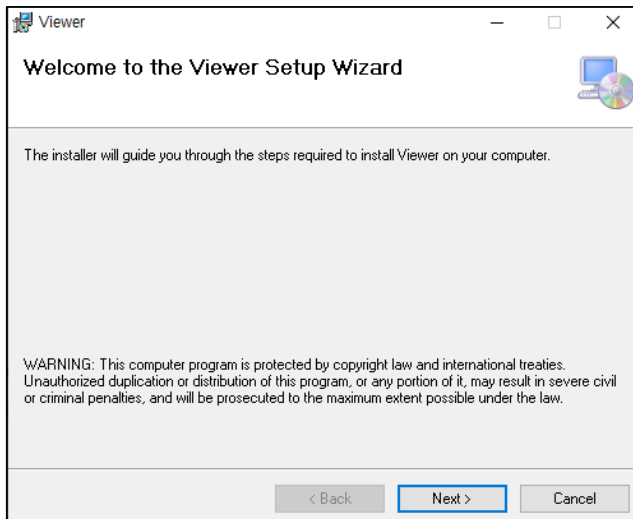 Viewer
Welcome to the Viewer Setup Wizard
The installer will guide you through the steps required to install Viewer on your computer.
WARNING: This computer program is protected by copyright law and international treaties.
Unauthorized duplication or distribution of this program, or any portion of it, may result in severe civil
or criminal penalties, and will be prosecuted to the maximum extent possible under the law.
< Back
Next >
Cancel